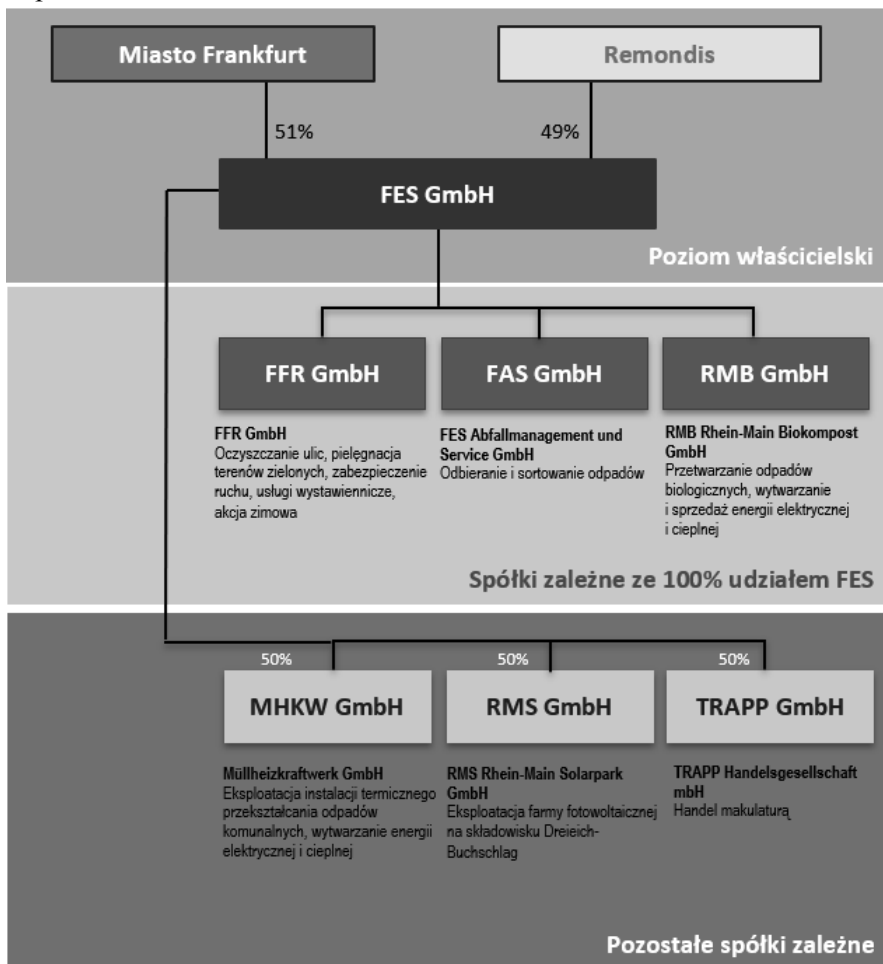 Miasto Frankfurt
Remondis
51%
49%
FES GmbH
Poziom właścicielski
FFR GmbH
FAS GmbH
RMB GmbH
FFR GmbH
Oczyszczanie ulic, pielęgnacja
terenów zielonych, zabezpieczenie
ruchu, usługi wystawiennicze,
akcja zimowa
FES Abfallmanagement und
Service GmbH
Odbieranie i sortowanie odpadów
RMB Rhein-Main Biokompost
GmbH
Przetwarzanie odpadów
biologicznych, wytwarzanie
i sprzedaż energii elektrycznej
i cieplnej
Spółki zależne ze 100% udziałem FES
50%
50%
50%
MHKW GmbH
RMS GmbH
TRAPP GmbH
Müllheizkraftwerk GmbH
Eksploatacja instalacji termicznego
przekształcania odpadów
komunalnych, wytwarzanie energii
elektrycznej i cieplnej
RMS Rhein-Main Solarpark
GmbH
Eksploatacja farmy fotowoltaicznej
na składowisku Dreieich-
Buchschlag
TRAPP Handelsgesellschaft
mbH
Handel makulaturą
Pozostałe spółki zależne